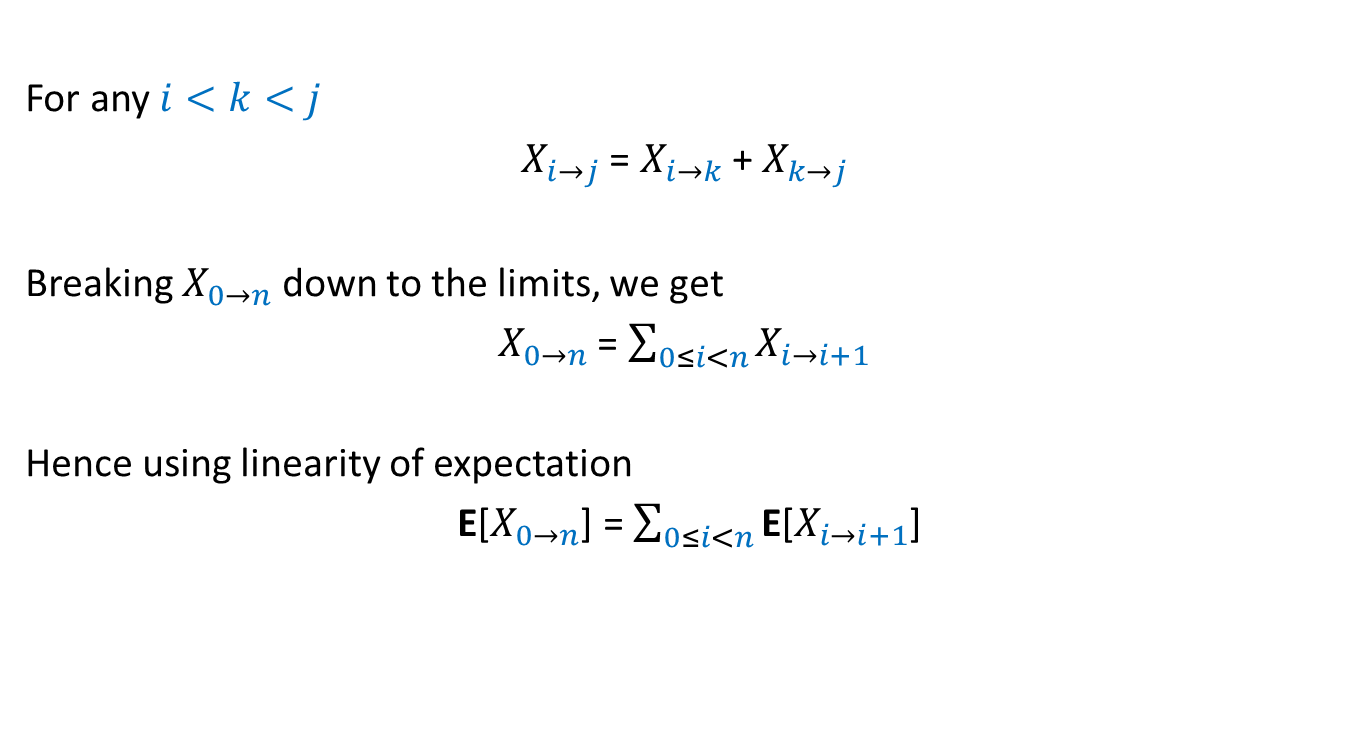 For any i < k < j
X_{i→j} = X_{i→k} + X_{k→j}
Breaking X_{0→n} down to the limits, we get
X_{0→n} = ∑_{0≤i<n} X_{i→i+1}
Hence using linearity of expectation
E[X_{0→n}] = ∑_{0≤i<n} E[X_{i→i+1}]